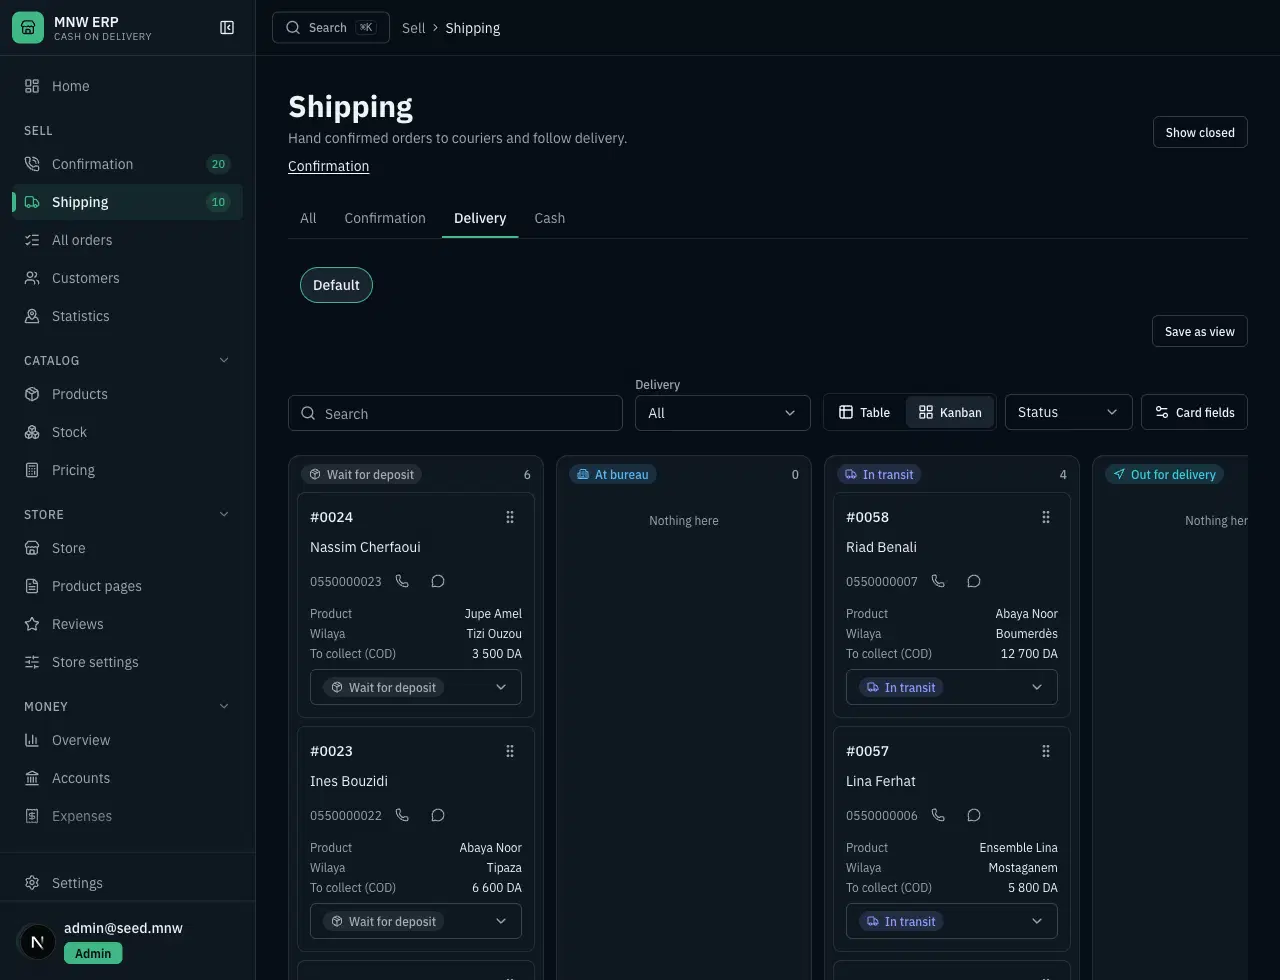 MNW ERP
CASH ON DELIVERY
Search ⌘K
Sell > Shipping
Home
SELL
Confirmation 20
Shipping 10
All orders
Customers
Statistics
CATALOG
Products
Stock
Pricing
STORE
Store
Product pages
Reviews
Store settings
MONEY
Overview
Accounts
Expenses
Settings
admin@seed.mnw
Admin
N
Shipping
Hand confirmed orders to couriers and follow delivery.
Confirmation
Show closed
All Confirmation Delivery Cash
Default
Save as view
Delivery
Search
All
Table Kanban
Status
Card fields
Wait for deposit 6
#0024
Nassim Cherfaoui
0550000023
Product Jupe Amel
Wilaya Tizi Ouzou
To collect (COD) 3 500 DA
Wait for deposit
#0023
Ines Bouzidi
0550000022
Product Abaya Noor
Wilaya Tipaza
To collect (COD) 6 600 DA
Wait for deposit
At bureau 0
Nothing here
In transit 4
#0058
Riad Benali
0550000007
Product Abaya Noor
Wilaya Boumerdès
To collect (COD) 12 700 DA
In transit
#0057
Lina Ferhat
0550000006
Product Ensemble Lina
Wilaya Mostaganem
To collect (COD) 5 800 DA
In transit
Out for delivery
Nothing her